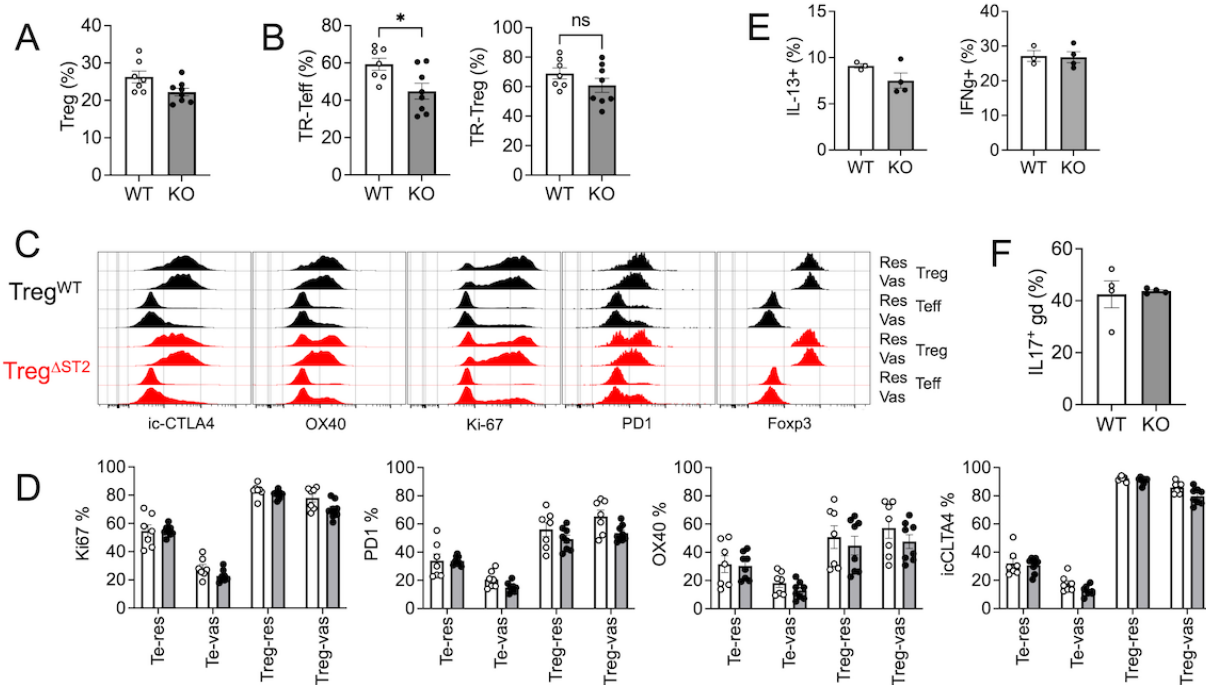 A
Treg (%)
40
30
20
10
0
WT KO
B
TR-Teff (%)
80
60
40
20
0
*
WT KO
TR-Treg (%)
100
80
60
40
20
0
ns
WT KO
E
IL-13+ (%)
15
10
5
0
WT KO
IFNg+ (%)
40
30
20
10
0
WT KO
C
TregWT
TregΔST2
Res
Vas
Treg
Res
Vas
Teff
Res
Vas
Treg
Res
Vas
Teff
ic-CTLA4 OX40 Ki-67 PD1 Foxp3
F
IL17+ gd (%)
60
40
20
0
WT KO
D
Ki67 %
100
80
60
40
20
0
Te-res
Te-vas
Treg-res
Treg-vas
PD1 %
100
80
60
40
20
0
Te-res
Te-vas
Treg-res
Treg-vas
OX40 %
100
80
60
40
20
0
Te-res
Te-vas
Treg-res
Treg-vas
icCLTA4 %
100
80
60
40
20
0
Te-res
Te-vas
Treg-res
Treg-vas